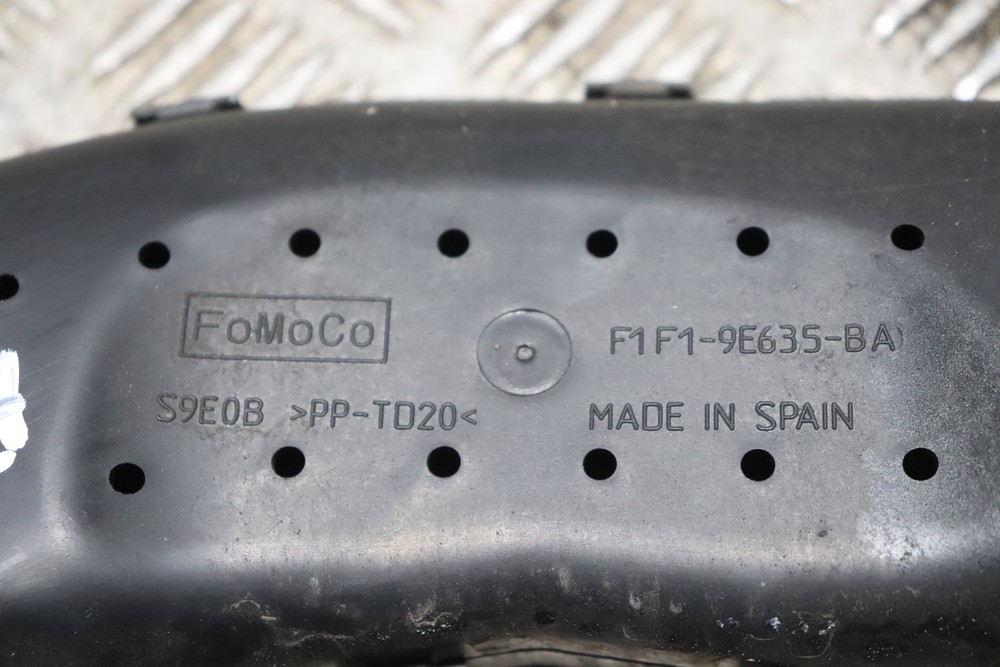 FoMoCo F1F1-9E635-BA
S9E0B >PP-TD20< MADE IN SPAIN